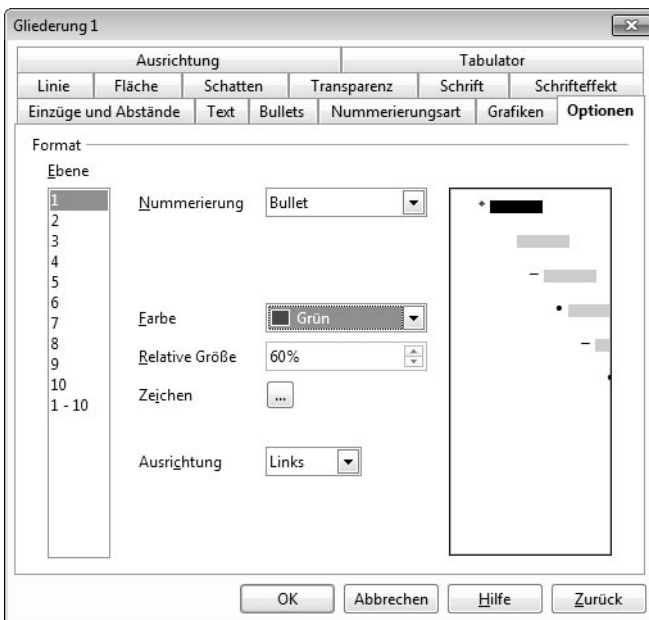 Gliederung 1
Ausrichtung Tabulator
Linie Fläche Schatten Transparenz Schrift Schrifteffekt
Einzüge und Abstände Text Bullets Nummerierungsart Grafiken Optionen
Format
Ebene
1 Nummerierung Bullet
2
3
4
5
6
7 Farbe Grün
8
9 Relative Größe 60%
10
1 - 10 Zeichen ...
Ausrichtung Links
OK Abbrechen Hilfe Zurück